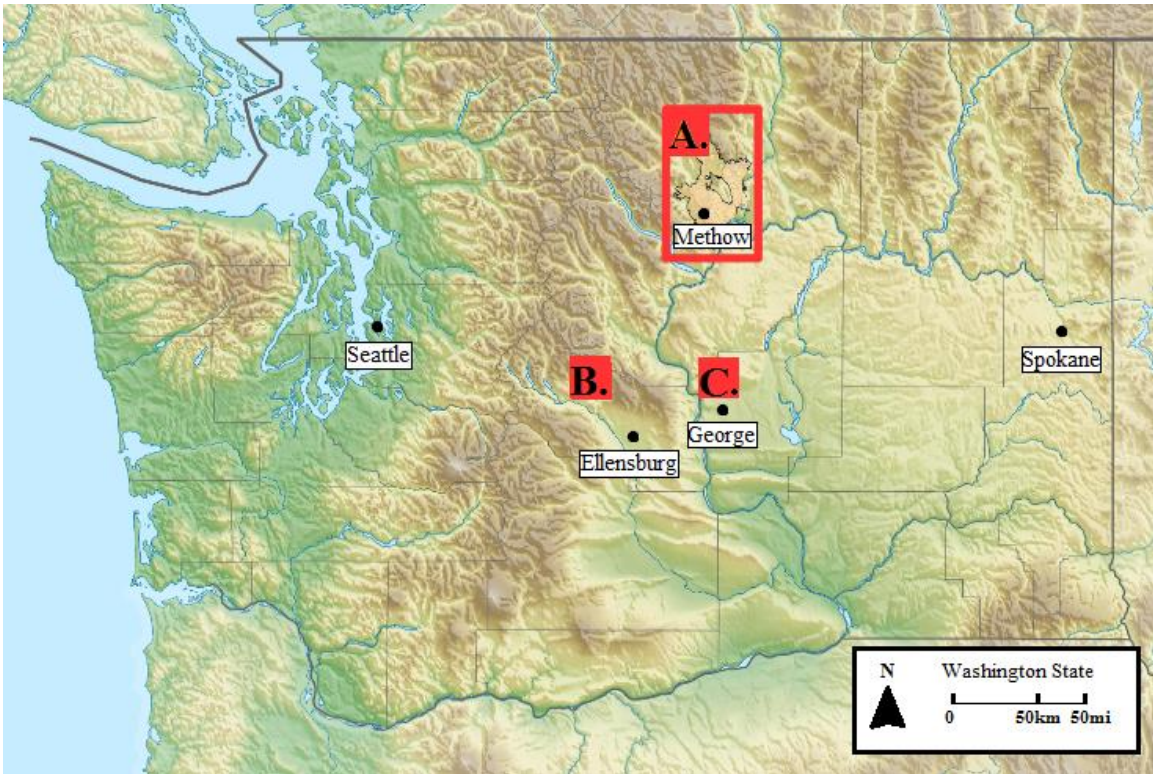 A.
Methow
Seattle
Spokane
B.
C.
George
Ellensburg
N
Washington State
0 50km 50mi